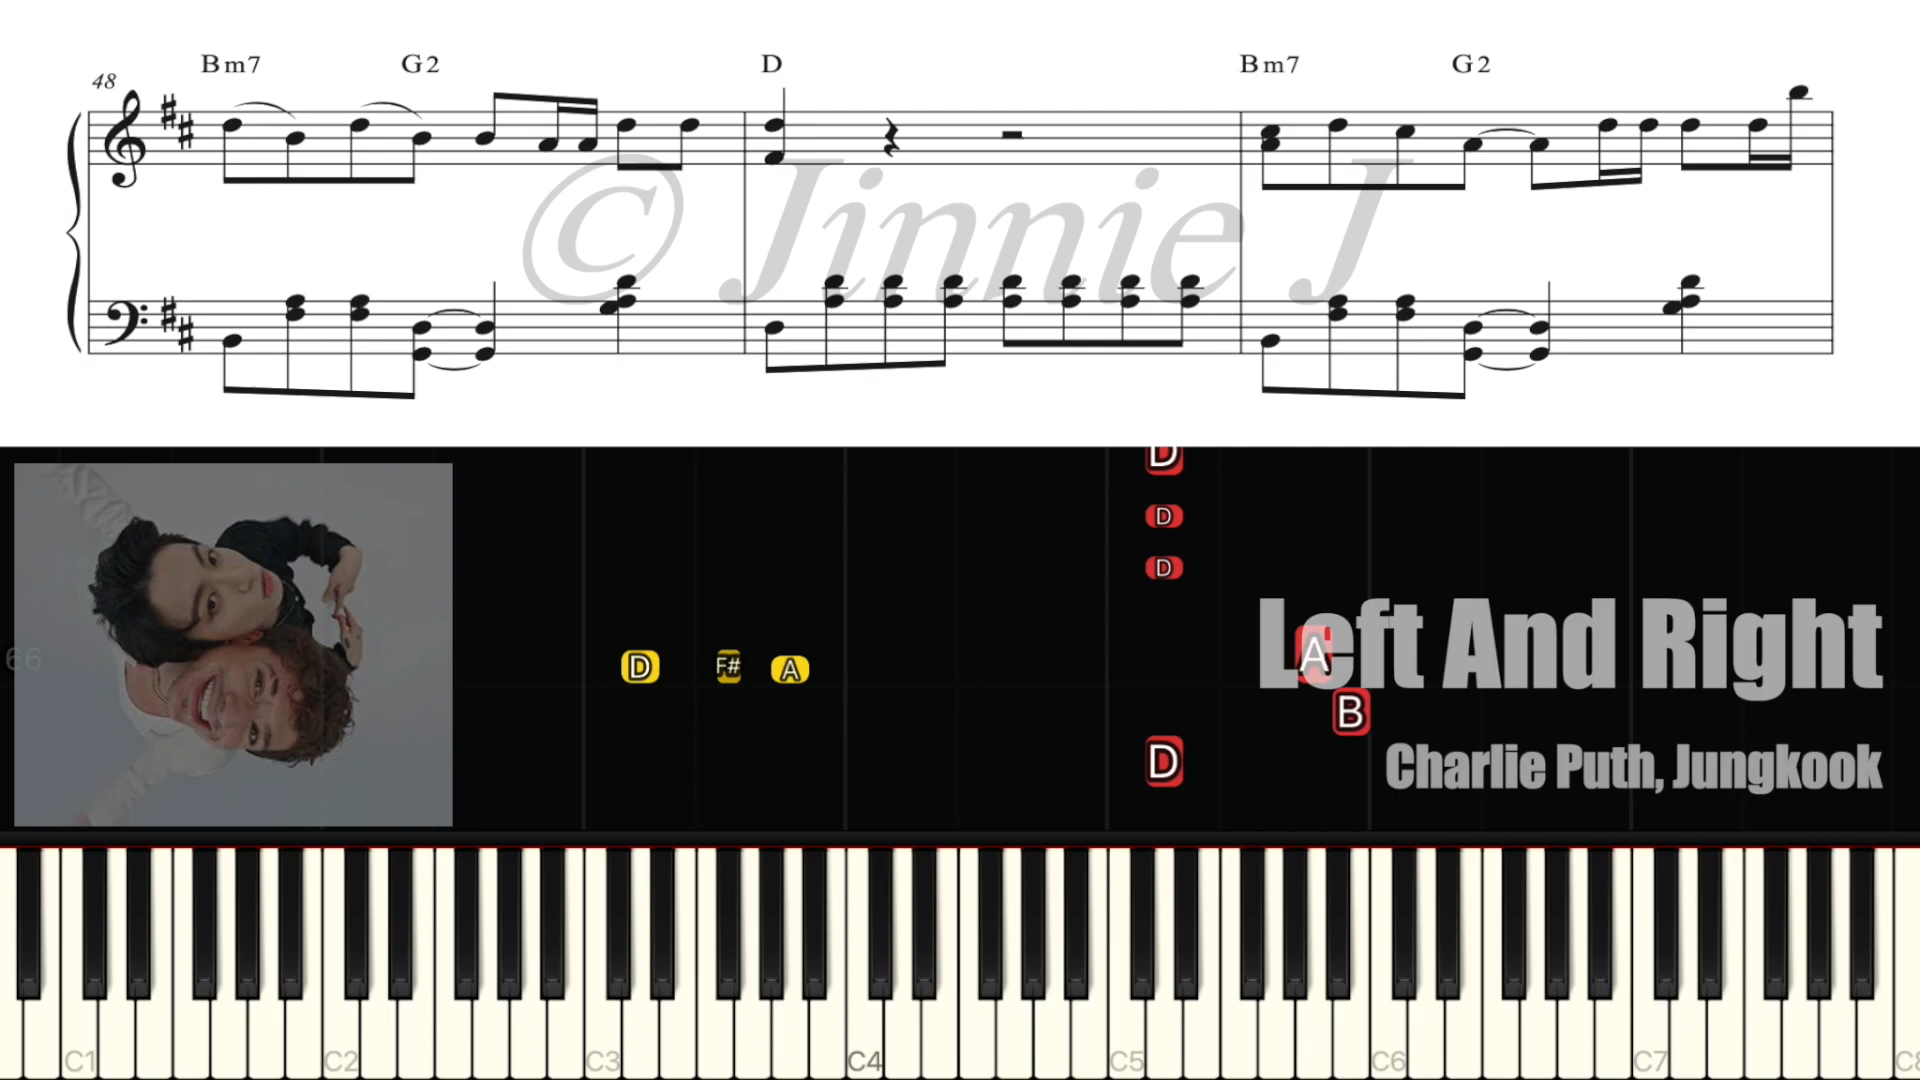 Bm7 G2 D Bm7 G2
48
© Jinnie J
D
D
D
66
D F# A
A
B
D
Left And Right
Charlie Puth, Jungkook
C1 C2 C3 C4 C5 C6 C7 C8